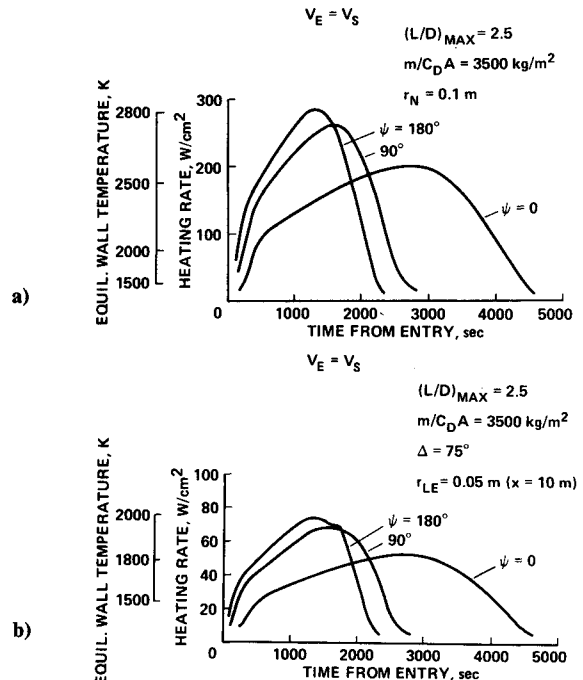 V_E = V_S
(L/D)_MAX = 2.5
m/C_D A = 3500 kg/m²
r_N = 0.1 m
EQUIL. WALL TEMPERATURE, K
2800
2500
2000
1500
HEATING RATE, W/cm²
300
200
100
ψ = 180°
90°
ψ = 0
0 1000 2000 3000 4000 5000
TIME FROM ENTRY, sec
a)
V_E = V_S
(L/D)_MAX = 2.5
m/C_D A = 3500 kg/m²
Δ = 75°
r_LE = 0.05 m (x = 10 m)
EQUIL. WALL TEMPERATURE, K
2000
1800
1500
HEATING RATE, W/cm²
100
80
60
40
20
ψ = 180°
90°
ψ = 0
0 1000 2000 3000 4000 5000
TIME FROM ENTRY, sec
b)